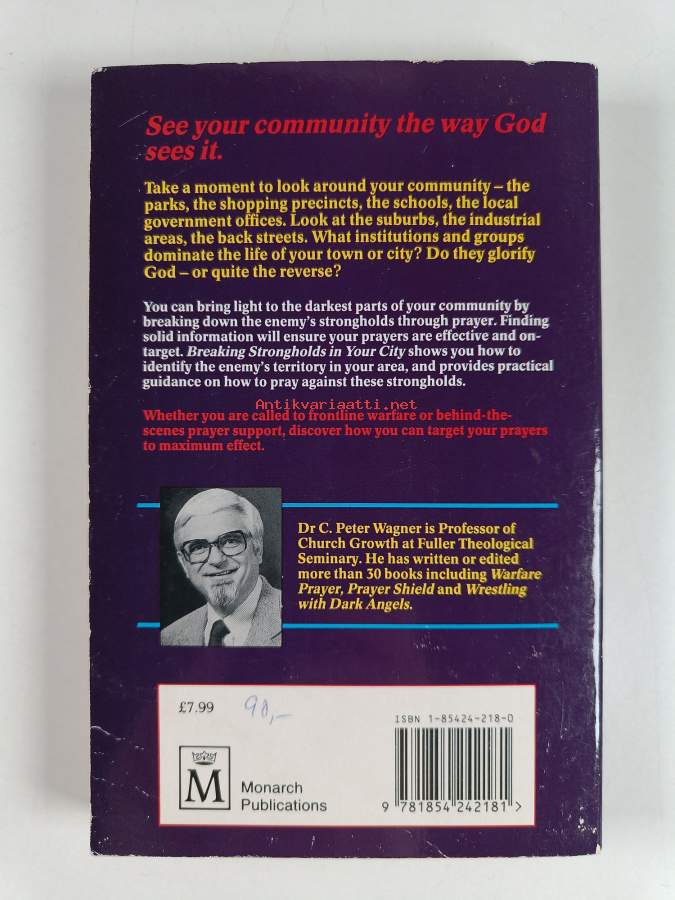 See your community the way God
sees it.
Take a moment to look around your community – the
parks, the shopping precincts, the schools, the local
government offices. Look at the suburbs, the industrial
areas, the back streets. What institutions and groups
dominate the life of your town or city? Do they glorify
God – or quite the reverse?
You can bring light to the darkest parts of your community by
breaking down the enemy's strongholds through prayer. Finding
solid information will ensure your prayers are effective and on-
target. Breaking Strongholds in Your City shows you how to
identify the enemy's territory in your area, and provides practical
guidance on how to pray against these strongholds.
Antikvariaatti.net
Whether you are called to frontline warfare or behind-the-
scenes prayer support, discover how you can target your prayers
to maximum effect.
Dr C. Peter Wagner is Professor of
Church Growth at Fuller Theological
Seminary. He has written or edited
more than 30 books including Warfare
Prayer, Prayer Shield and Wrestling
with Dark Angels.
£7.99
90,-
ISBN 1-85424-218-0
M
Monarch
Publications
9 781854 242181 >